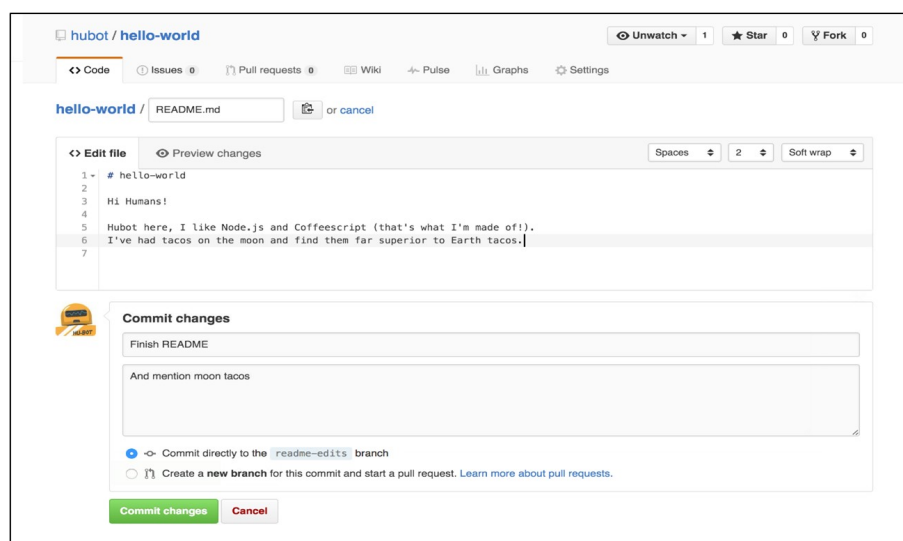 hubot / hello-world
Unwatch 1 Star 0 Fork 0
Code Issues 0 Pull requests 0 Wiki Pulse Graphs Settings
hello-world / README.md or cancel
<> Edit file Preview changes Spaces 2 Soft wrap
1 # hello-world
2
3 Hi Humans!
4
5 Hubot here, I like Node.js and Coffeescript (that's what I'm made of!).
6 I've had tacos on the moon and find them far superior to Earth tacos.
7
HU-BOT
Commit changes
Finish README
And mention moon tacos
Commit directly to the readme-edits branch
Create a new branch for this commit and start a pull request. Learn more about pull requests.
Commit changes Cancel